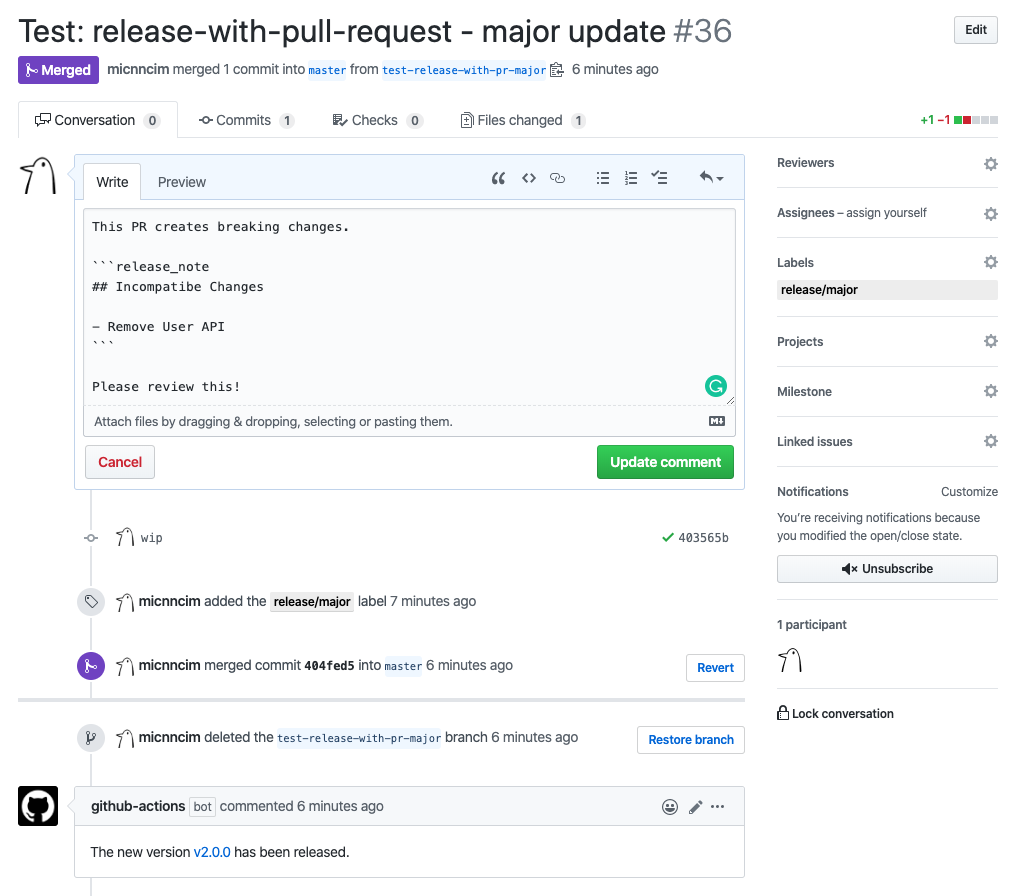 Test: release-with-pull-request - major update #36
Edit
Merged micnncim merged 1 commit into master from test-release-with-pr-major 6 minutes ago
Conversation 0 Commits 1 Checks 0 Files changed 1 +1 −1
Write Preview
This PR creates breaking changes.
```release_note
## Incompatibe Changes
- Remove User API
```
Please review this!
Attach files by dragging & dropping, selecting or pasting them.
Cancel Update comment
wip 403565b
micnncim added the release/major label 7 minutes ago
micnncim merged commit 404fed5 into master 6 minutes ago Revert
micnncim deleted the test-release-with-pr-major branch 6 minutes ago Restore branch
github-actions bot commented 6 minutes ago
The new version v2.0.0 has been released.
Reviewers
Assignees – assign yourself
Labels
release/major
Projects
Milestone
Linked issues
Notifications Customize
You’re receiving notifications because
you modified the open/close state.
Unsubscribe
1 participant
Lock conversation